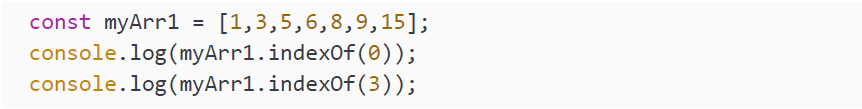 const myArr1 = [1,3,5,6,8,9,15];
console.log(myArr1.indexOf(0));
console.log(myArr1.indexOf(3));